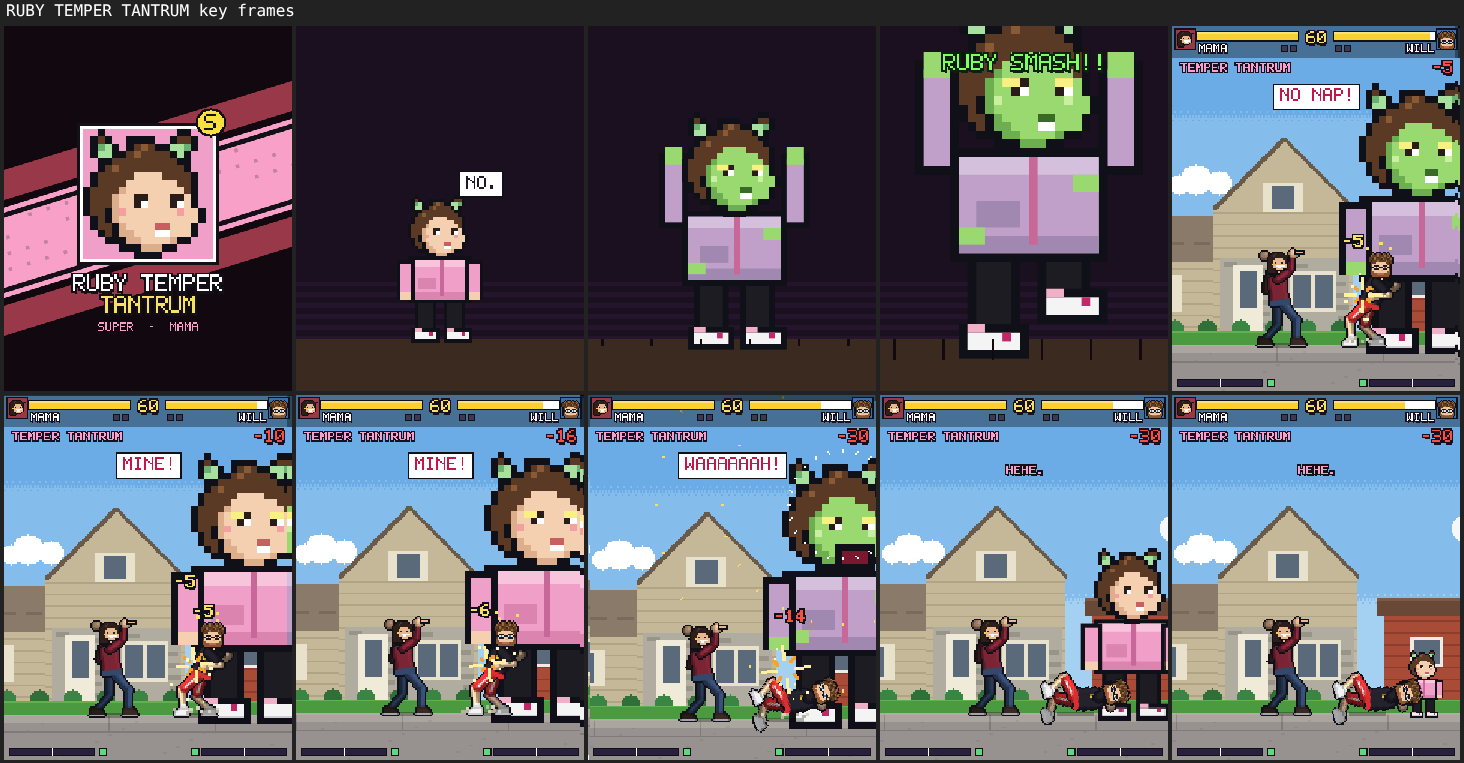 RUBY TEMPER TANTRUM key frames
S
RUBY TEMPER
TANTRUM
SUPER - MAMA
NO.
RUBY SMASH!!
60
MAMA
WILL
TEMPER TANTRUM
-5
NO NAP!
-5
60
MAMA
WILL
TEMPER TANTRUM
-10
MINE!
-5
-5
60
MAMA
WILL
TEMPER TANTRUM
-16
MINE!
-6
60
MAMA
WILL
TEMPER TANTRUM
-30
WAAAAAAH!
-14
60
MAMA
WILL
TEMPER TANTRUM
-30
HEHE.
60
MAMA
WILL
TEMPER TANTRUM
-30
HEHE.